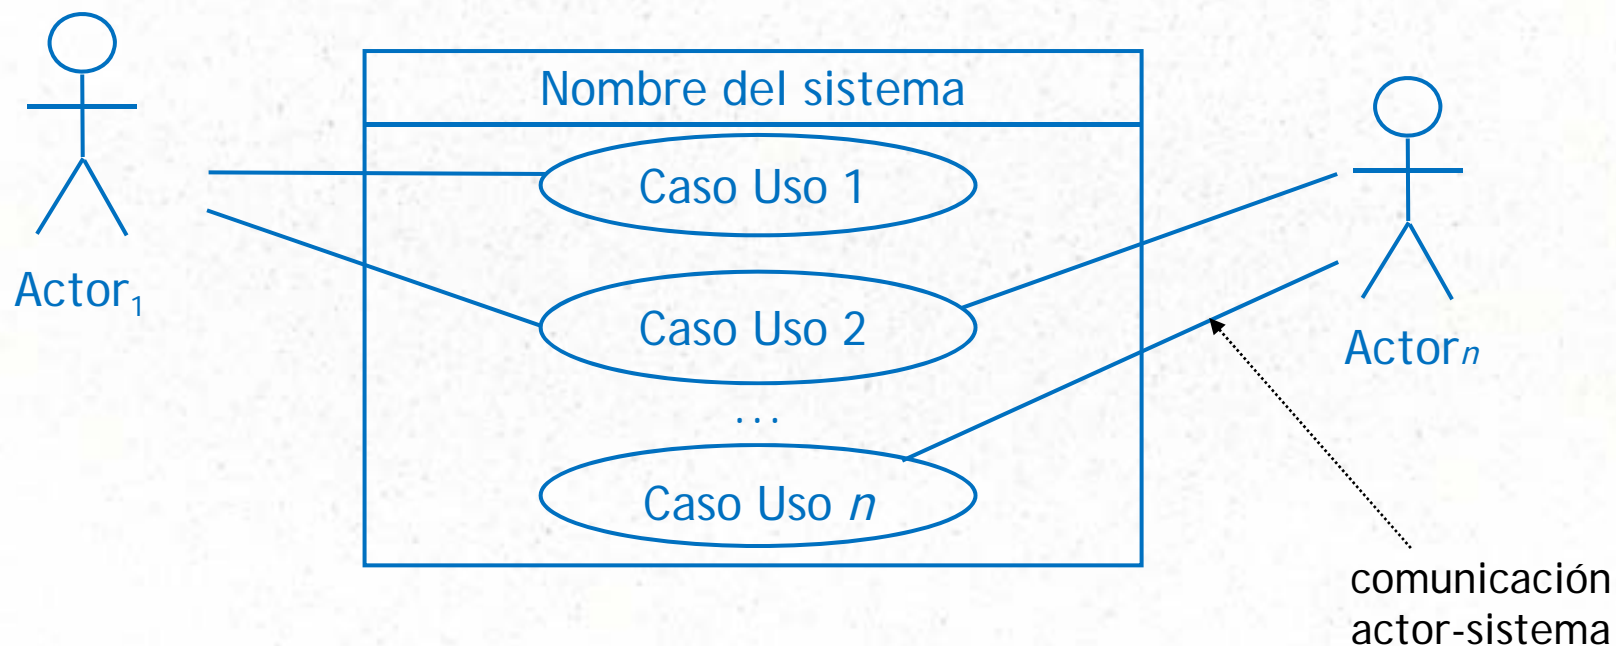 Nombre del sistema
Caso Uso 1
Actor1
Caso Uso 2
Actorn
...
Caso Uso n
comunicación
actor-sistema